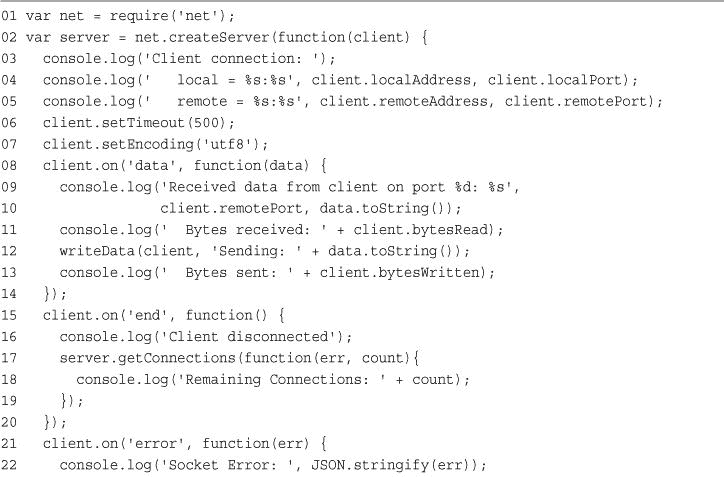 01 var net = require('net');
02 var server = net.createServer(function(client) {
03   console.log('Client connection: ');
04   console.log('   local = %s:%s', client.localAddress, client.localPort);
05   console.log('   remote = %s:%s', client.remoteAddress, client.remotePort);
06   client.setTimeout(500);
07   client.setEncoding('utf8');
08   client.on('data', function(data) {
09     console.log('Received data from client on port %d: %s',
10                 client.remotePort, data.toString());
11     console.log('  Bytes received: ' + client.bytesRead);
12     writeData(client, 'Sending: ' + data.toString());
13     console.log('  Bytes sent: ' + client.bytesWritten);
14   });
15   client.on('end', function() {
16     console.log('Client disconnected');
17     server.getConnections(function(err, count){
18       console.log('Remaining Connections: ' + count);
19     });
20   });
21   client.on('error', function(err) {
22     console.log('Socket Error: ', JSON.stringify(err));